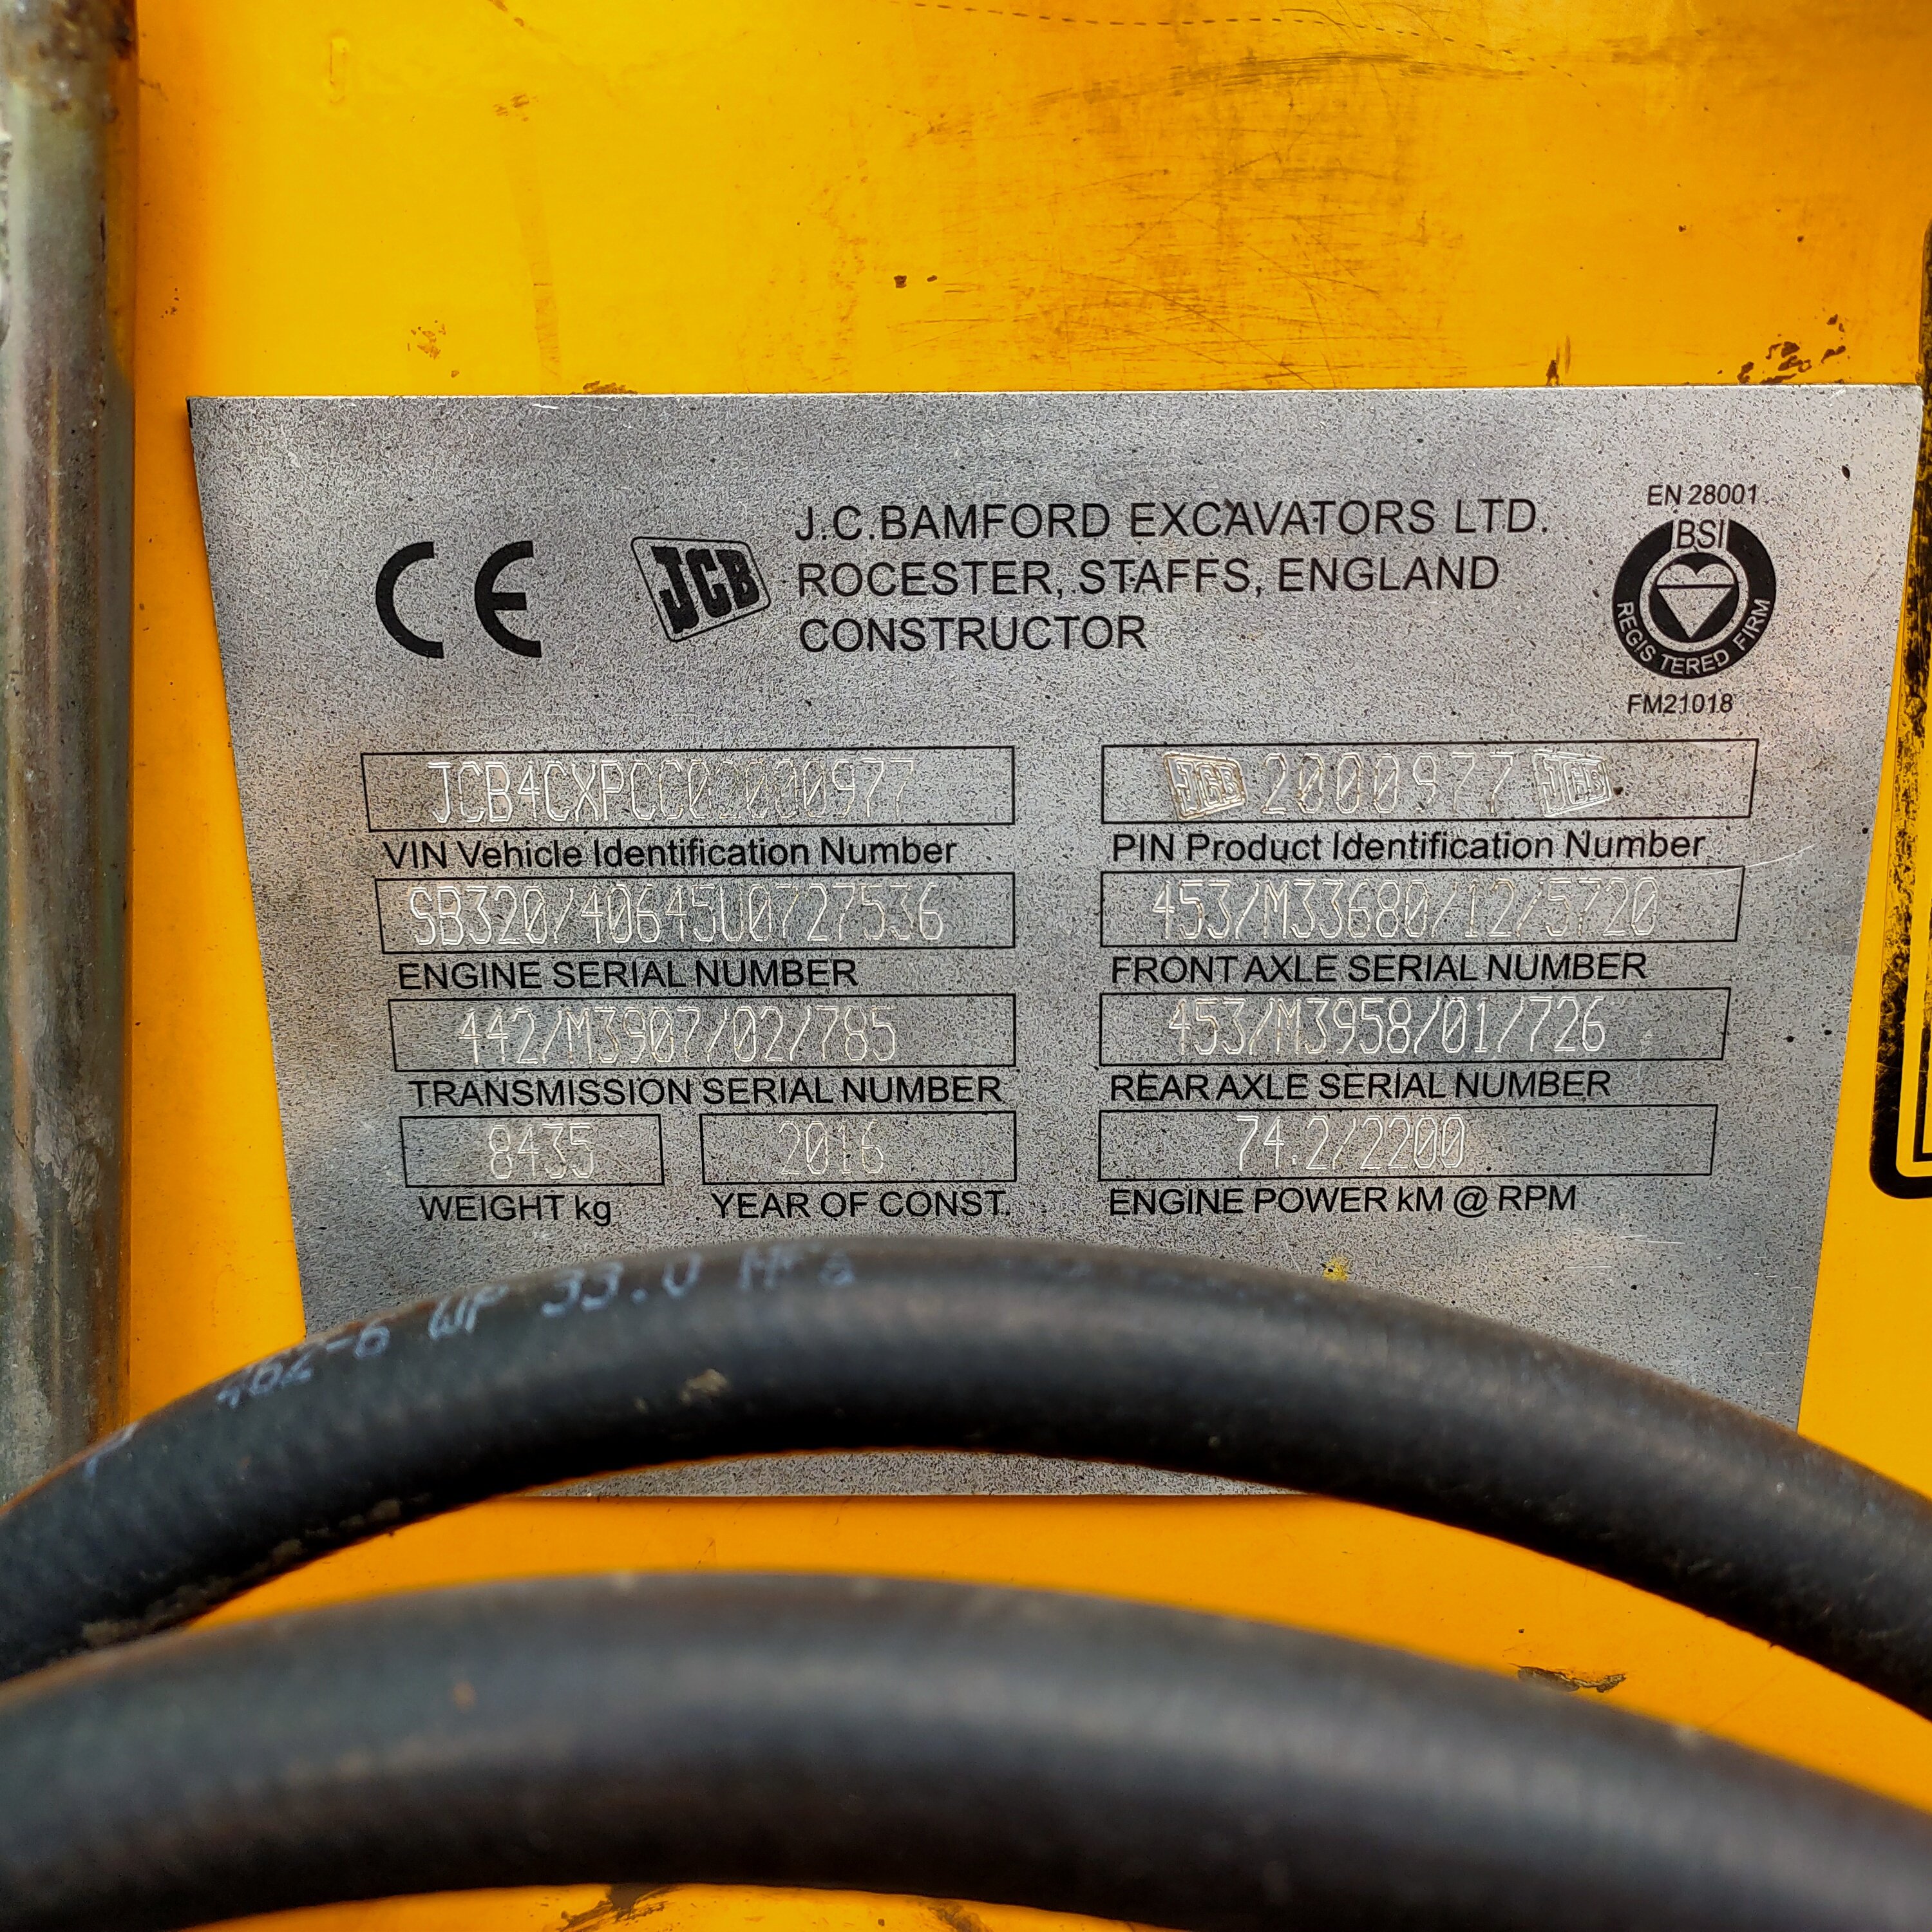 CE
JCB
J.C.BAMFORD EXCAVATORS LTD.
ROCESTER, STAFFS, ENGLAND
CONSTRUCTOR
EN 28001
BSI
REGISTERED FIRM
FM21018
JCB4CXPCC02000977
VIN Vehicle Identification Number
JCB 2000977 JCB
PIN Product Identification Number
SB320/40645U0727536
ENGINE SERIAL NUMBER
453/M33680/12/5720
FRONT AXLE SERIAL NUMBER
442/M3907/02/785
TRANSMISSION SERIAL NUMBER
453/M3958/01/726
REAR AXLE SERIAL NUMBER
8435
WEIGHT kg
2016
YEAR OF CONST.
74.2/2200
ENGINE POWER kM @ RPM
462-6 WP 33.0 MPa